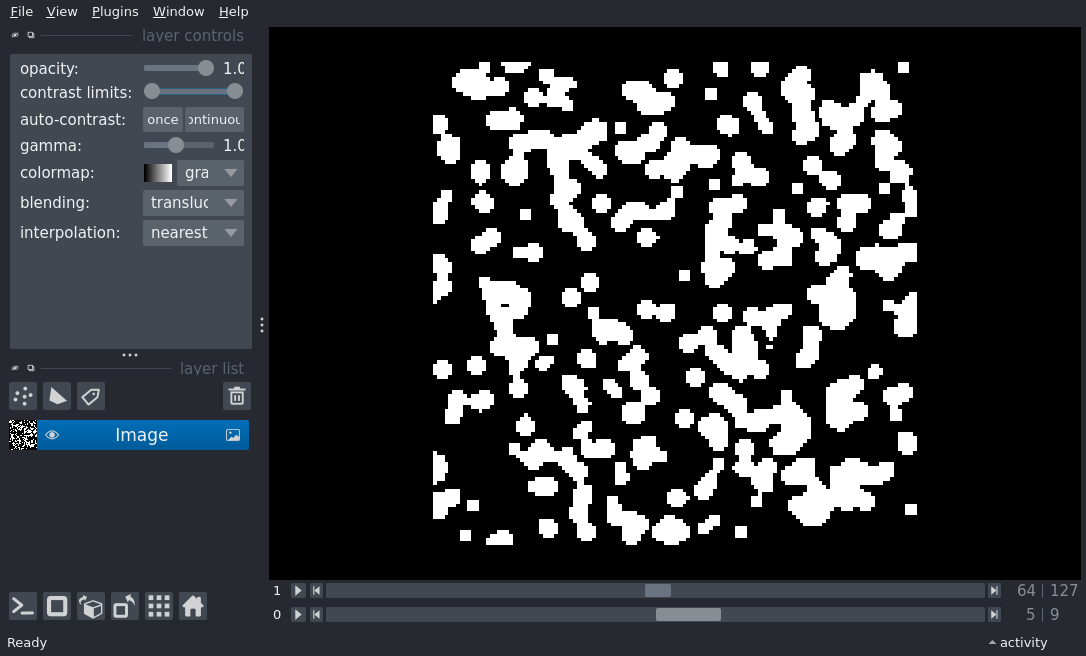 File View Plugins Window Help
layer controls
opacity: 1.0
contrast limits:
auto-contrast: once ontinuou
gamma: 1.0
colormap: gra
blending: transluc
interpolation: nearest
layer list
Image
1 64 | 127
0 5 | 9
Ready activity